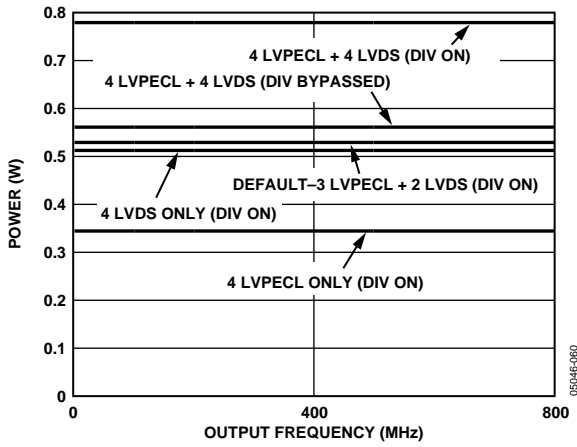 0.8
4 LVPECL + 4 LVDS (DIV ON)
0.7
4 LVPECL + 4 LVDS (DIV BYPASSED)
0.6
0.5
DEFAULT–3 LVPECL + 2 LVDS (DIV ON)
4 LVDS ONLY (DIV ON)
0.4
POWER (W)
0.3
4 LVPECL ONLY (DIV ON)
0.2
0.1
0
0
400
800
OUTPUT FREQUENCY (MHz)
05046-060